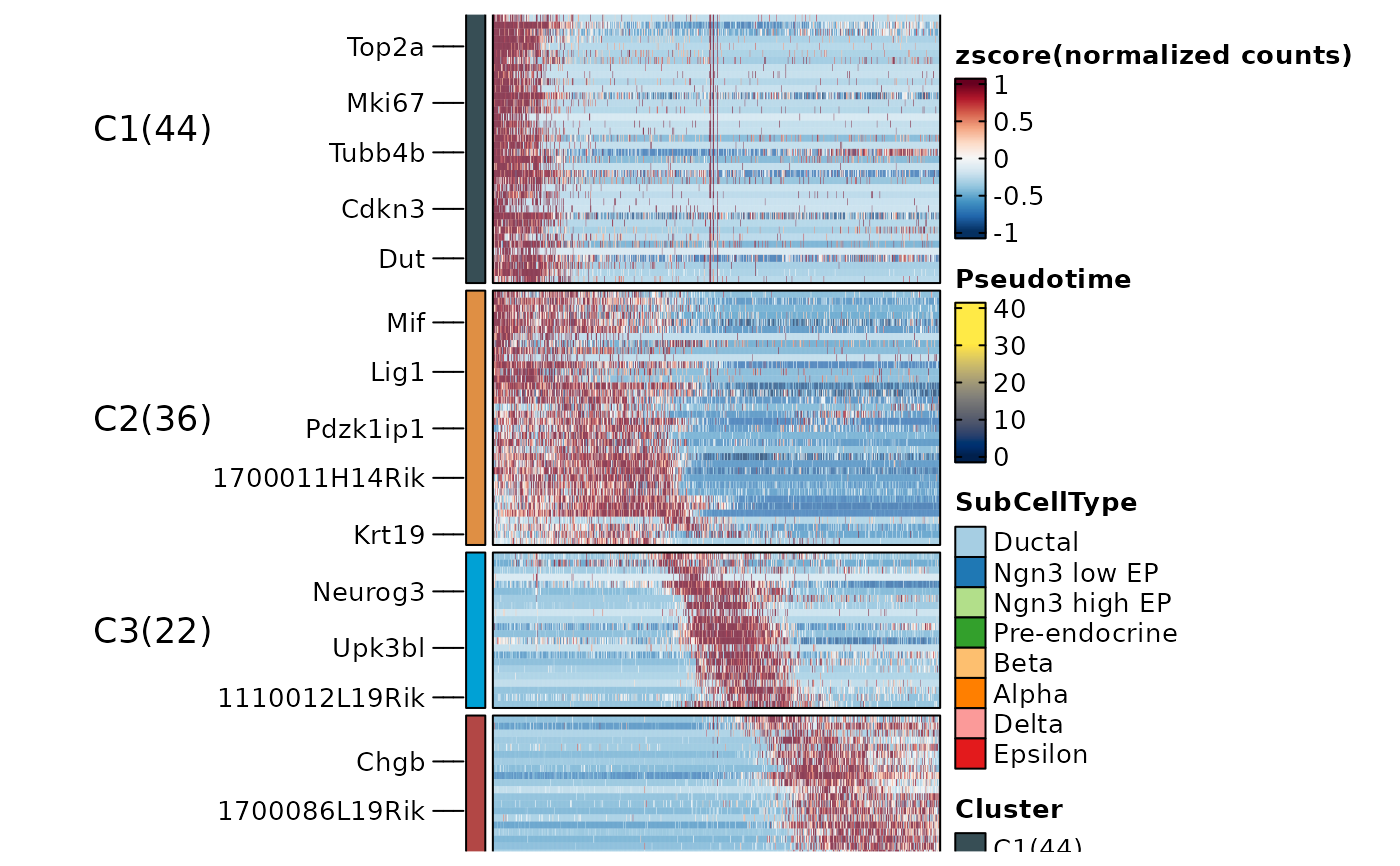 C1(44)
Top2a
Mki67
Tubb4b
Cdkn3
Dut
C2(36)
Mif
Lig1
Pdzk1ip1
1700011H14Rik
Krt19
C3(22)
Neurog3
Upk3bl
1110012L19Rik
Chgb
1700086L19Rik
zscore(normalized counts)
1
0.5
0
-0.5
-1
Pseudotime
40
30
20
10
0
SubCellType
Ductal
Ngn3 low EP
Ngn3 high EP
Pre-endocrine
Beta
Alpha
Delta
Epsilon
Cluster
C1(44)